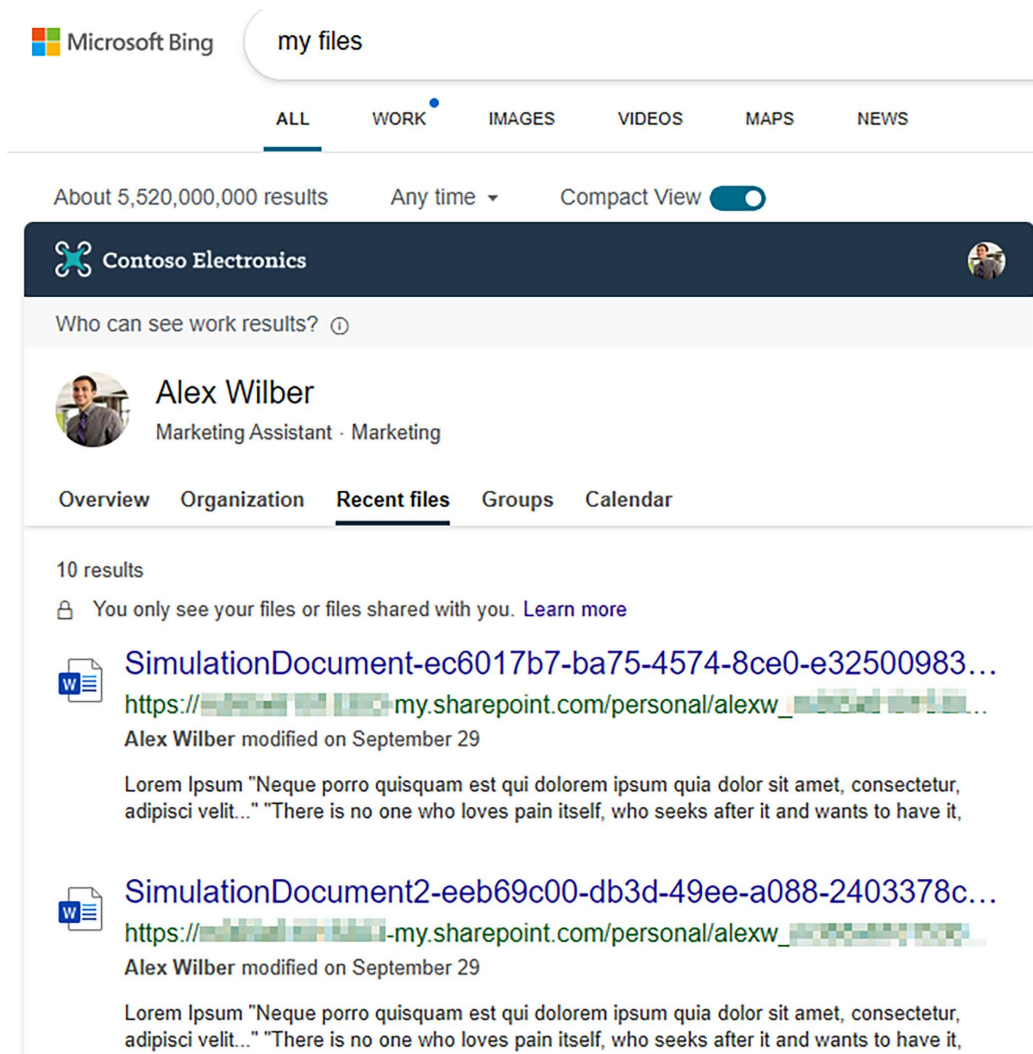 Microsoft Bing
my files
ALL WORK IMAGES VIDEOS MAPS NEWS
About 5,520,000,000 results Any time Compact View
Contoso Electronics
Who can see work results?
Alex Wilber
Marketing Assistant · Marketing
Overview Organization Recent files Groups Calendar
10 results
You only see your files or files shared with you. Learn more
SimulationDocument-ec6017b7-ba75-4574-8ce0-e32500983...
https:// -my.sharepoint.com/personal/alexw_ ...
Alex Wilber modified on September 29
Lorem Ipsum "Neque porro quisquam est qui dolorem ipsum quia dolor sit amet, consectetur,
adipisci velit..." "There is no one who loves pain itself, who seeks after it and wants to have it,
SimulationDocument2-eeb69c00-db3d-49ee-a088-2403378c...
https:// -my.sharepoint.com/personal/alexw_ ...
Alex Wilber modified on September 29
Lorem Ipsum "Neque porro quisquam est qui dolorem ipsum quia dolor sit amet, consectetur,
adipisci velit..." "There is no one who loves pain itself, who seeks after it and wants to have it,